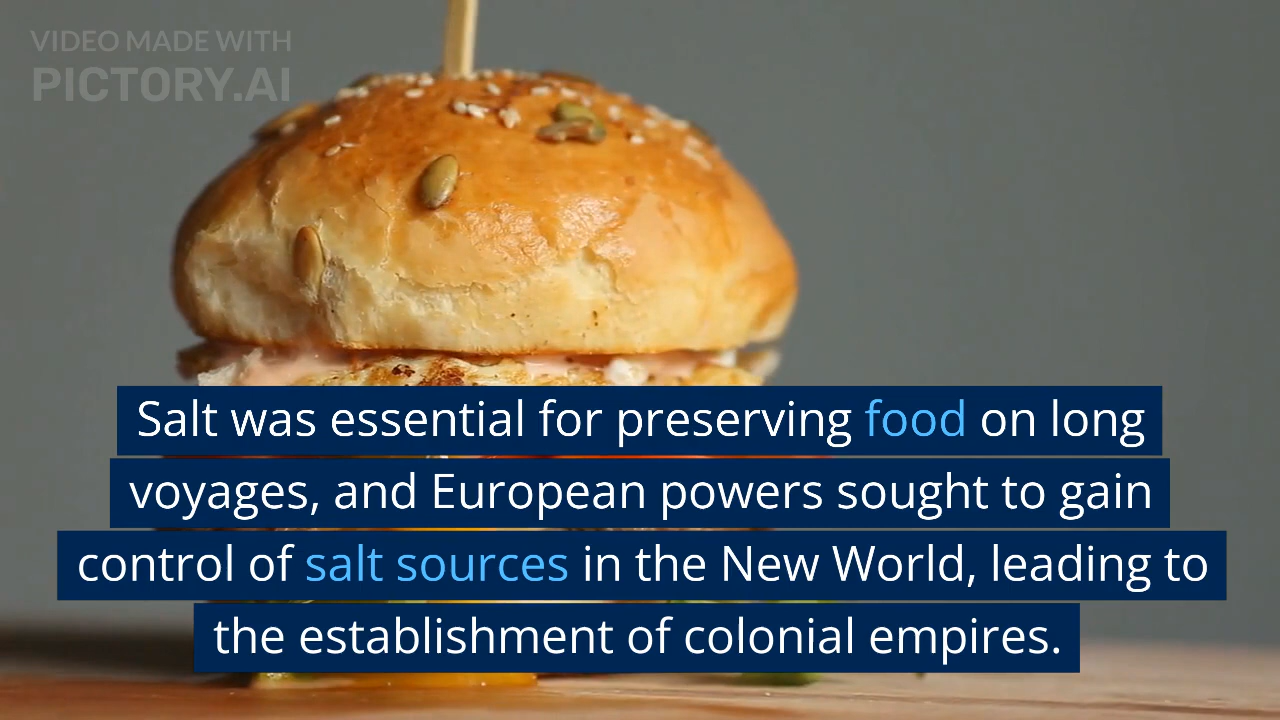 VIDEO MADE WITH
PICTORY.AI
Salt was essential for preserving food on long
voyages, and European powers sought to gain
control of salt sources in the New World, leading to
the establishment of colonial empires.